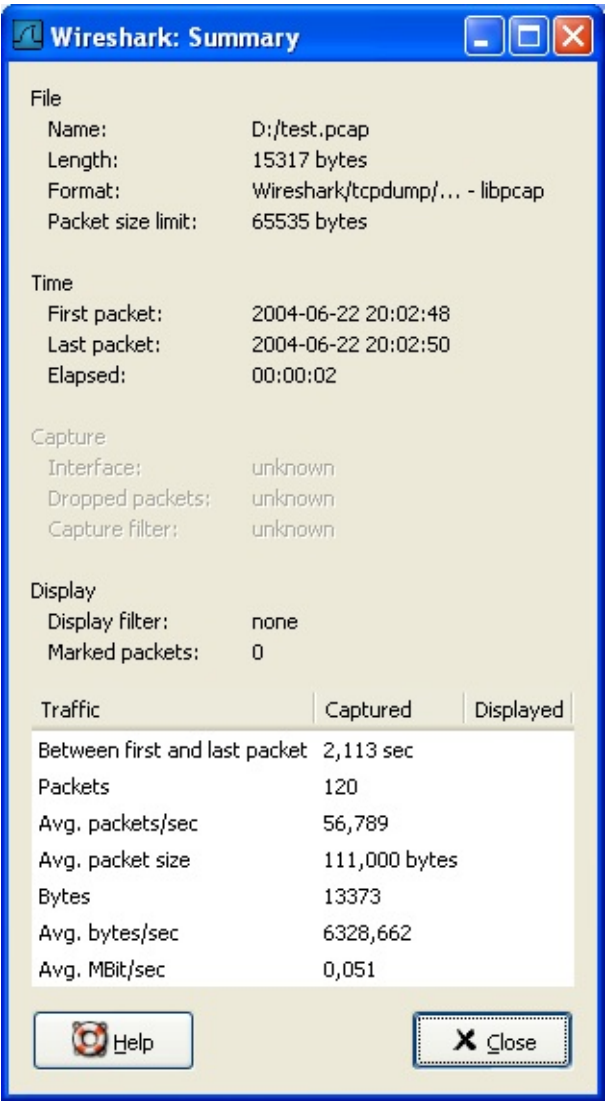 Wireshark: Summary
File
Name: D:/test.pcap
Length: 15317 bytes
Format: Wireshark/tcpdump/... - libpcap
Packet size limit: 65535 bytes
Time
First packet: 2004-06-22 20:02:48
Last packet: 2004-06-22 20:02:50
Elapsed: 00:00:02
Capture
Interface: unknown
Dropped packets: unknown
Capture filter: unknown
Display
Display filter: none
Marked packets: 0
Traffic Captured Displayed
Between first and last packet 2,113 sec
Packets 120
Avg. packets/sec 56,789
Avg. packet size 111,000 bytes
Bytes 13373
Avg. bytes/sec 6328,662
Avg. MBit/sec 0,051
Help Close